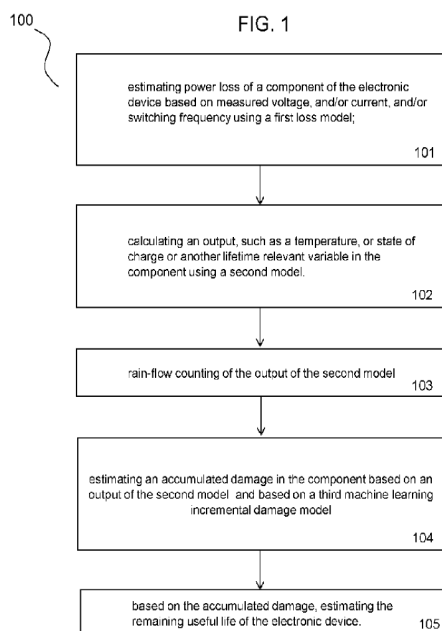 100
FIG. 1
estimating power loss of a component of the electronic
device based on measured voltage, and/or current, and/or
switching frequency using a first loss model;
101
calculating an output, such as a temperature, or state of
charge or another lifetime relevant variable in the
component using a second model.
102
rain-flow counting of the output of the second model
103
estimating an accumulated damage in the component based on an
output of the second model and based on a third machine learning
incremental damage model
104
based on the accumulated damage, estimating
the remaining useful life of the electronic device.
105